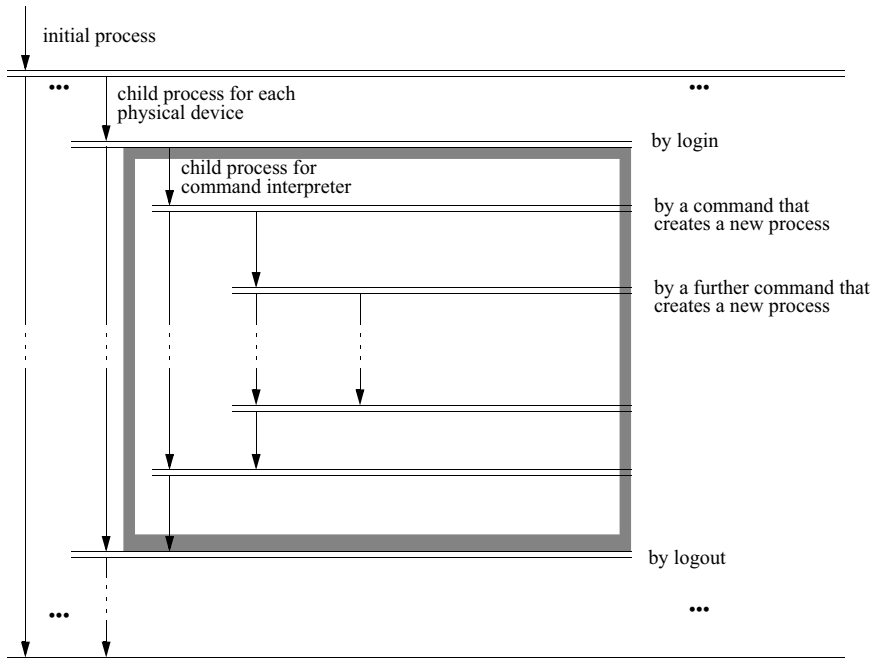 initial process
••• •••
child process for each
physical device
by login
child process for
command interpreter
by a command that
creates a new process
by a further command that
creates a new process
by logout
••• •••